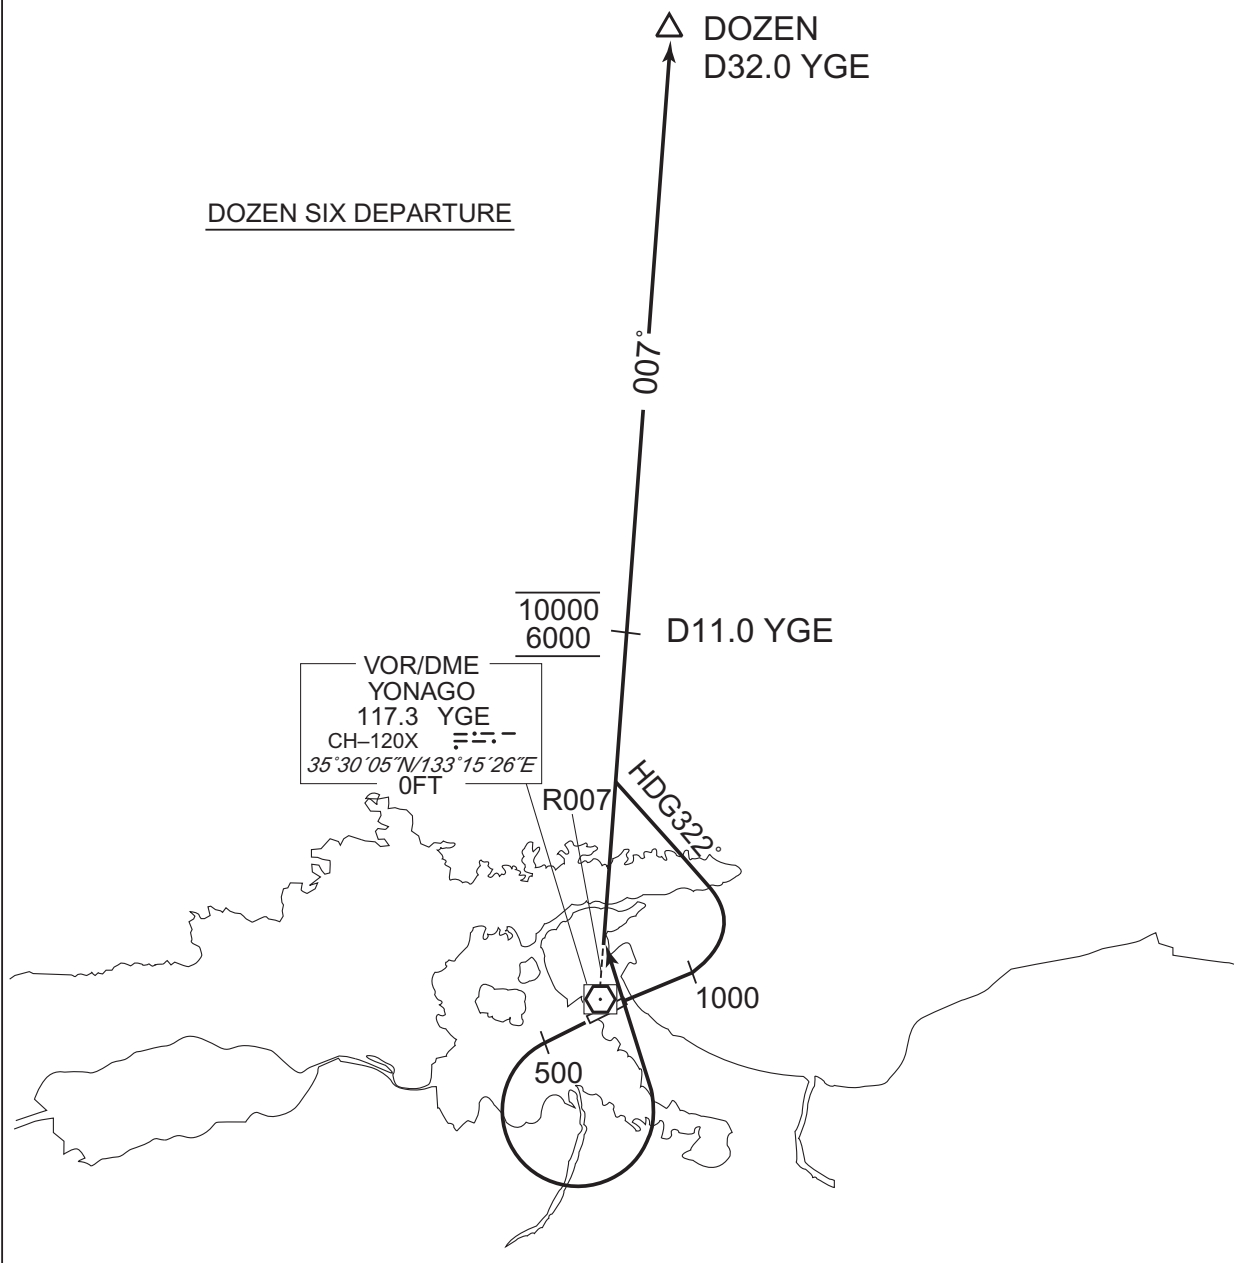 DOZEN
D32.0 YGE
DOZEN SIX DEPARTURE
007°
10000
6000
D11.0 YGE
VOR/DME
YONAGO
117.3 YGE
CH–120X
35°30´05˝N/133°15´26˝E
0FT
HDG322°
R007
1000
500